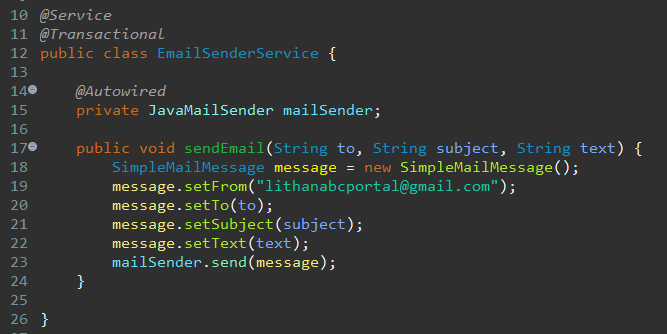 10 @Service
11 @Transactional
12 public class EmailSenderService {
13
14 @Autowired
15 private JavaMailSender mailSender;
16
17 public void sendEmail(String to, String subject, String text) {
18 SimpleMailMessage message = new SimpleMailMessage();
19 message.setFrom("lithanabcportal@gmail.com");
20 message.setTo(to);
21 message.setSubject(subject);
22 message.setText(text);
23 mailSender.send(message);
24 }
25
26 }